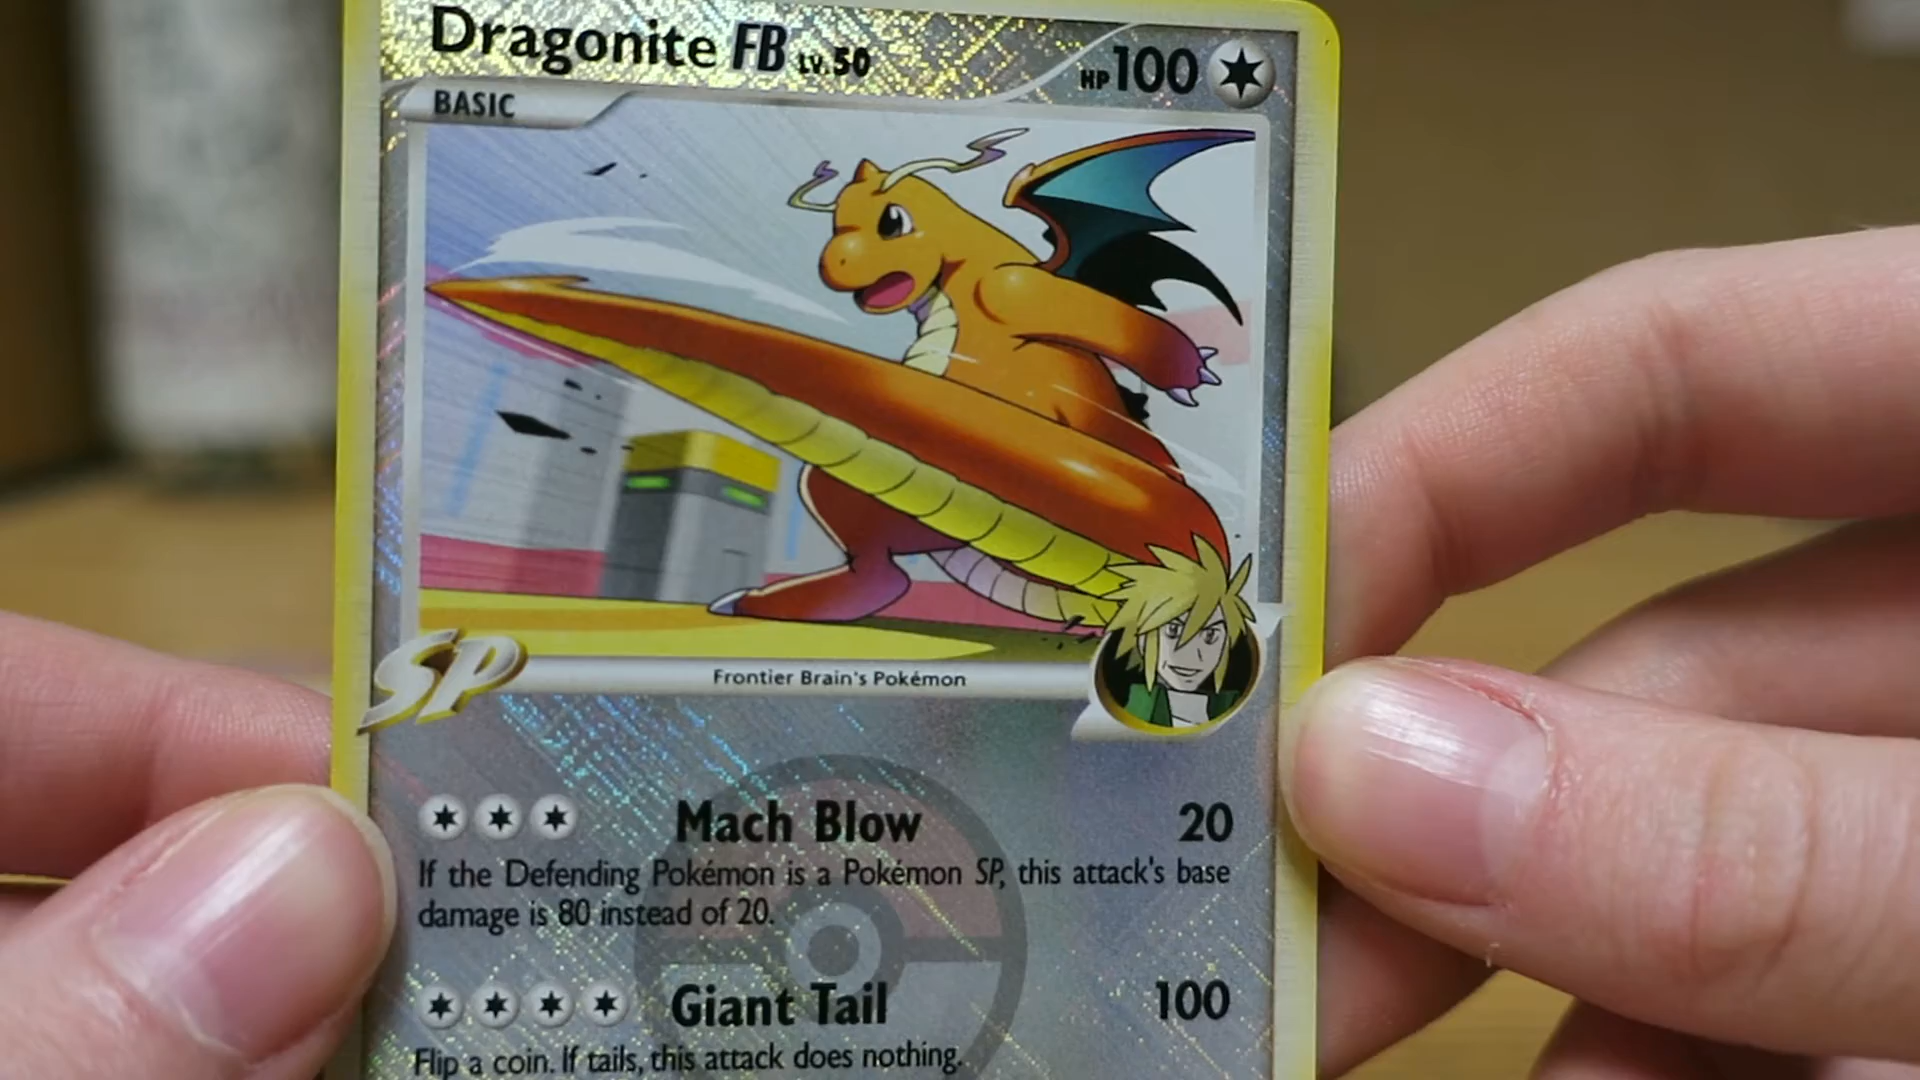 Dragonite FB LV.50 HP 100
BASIC
SP
Frontier Brain's Pokémon
Mach Blow 20
If the Defending Pokémon is a Pokémon SP, this attack's base
damage is 80 instead of 20.
Giant Tail 100
Flip a coin. If tails, this attack does nothing.